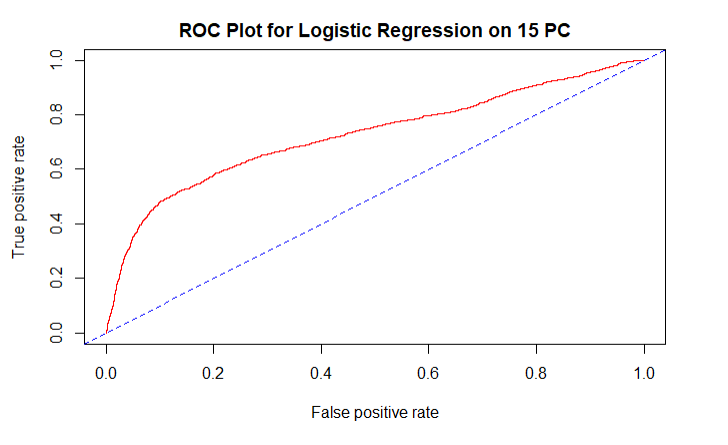 ROC Plot for Logistic Regression on 15 PC
True positive rate
1.0
0.8
0.6
0.4
0.2
0.0
0.0 0.2 0.4 0.6 0.8 1.0
False positive rate